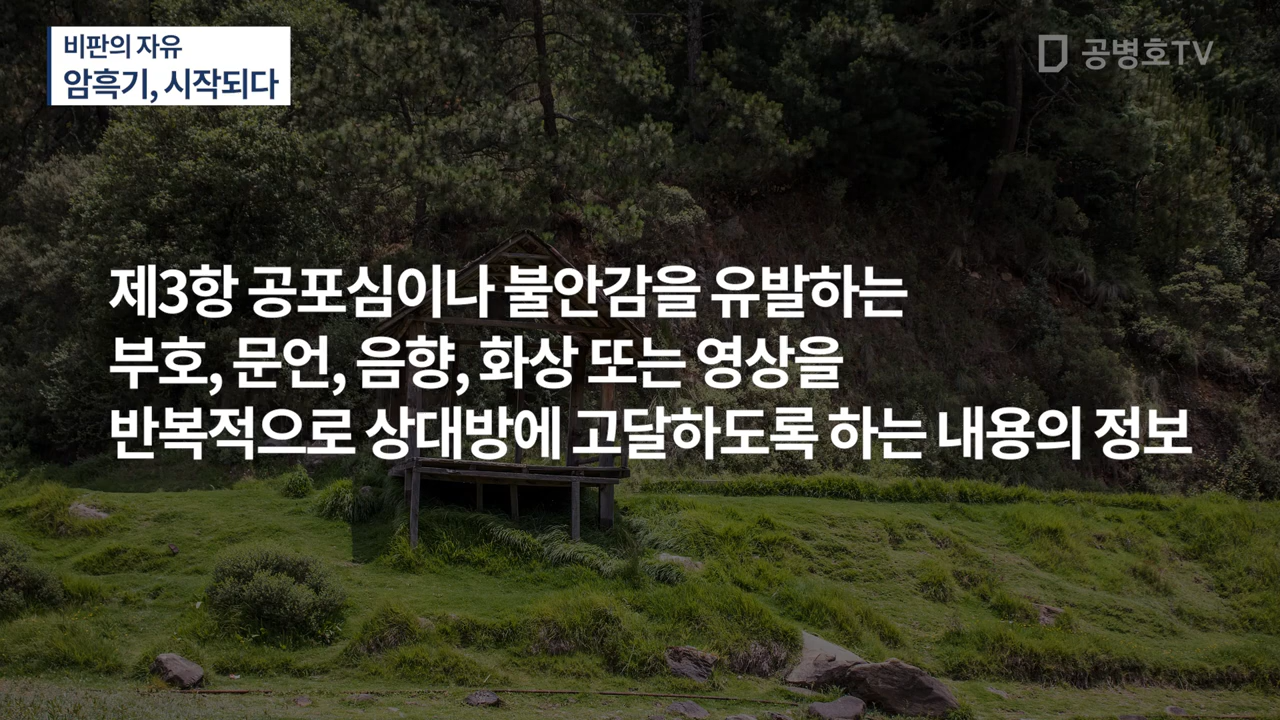 비판의 자유
암흑기, 시작되다
공병호TV
제3항 공포심이나 불안감을 유발하는
부호, 문언, 음향, 화상 또는 영상을
반복적으로 상대방에 고달하도록 하는 내용의 정보